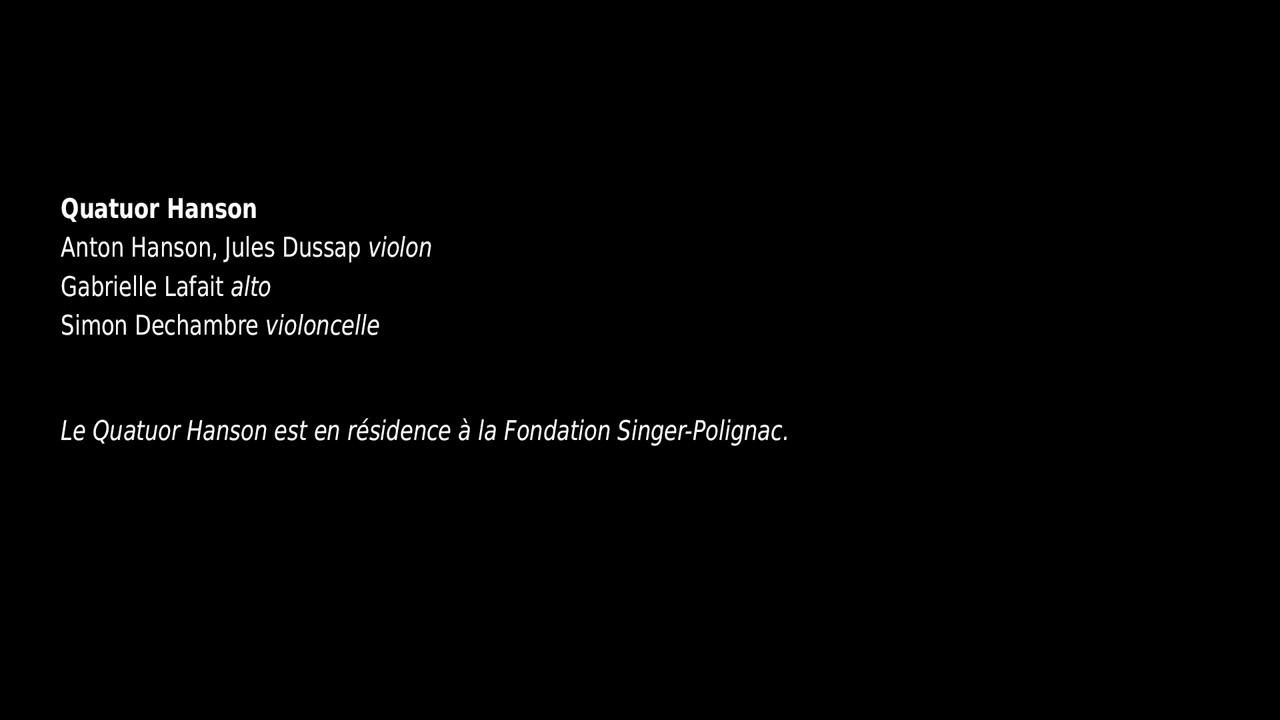 Quatuor Hanson
Anton Hanson, Jules Dussap violon
Gabrielle Lafait alto
Simon Dechambre violoncelle
Le Quatuor Hanson est en résidence à la Fondation Singer-Polignac.